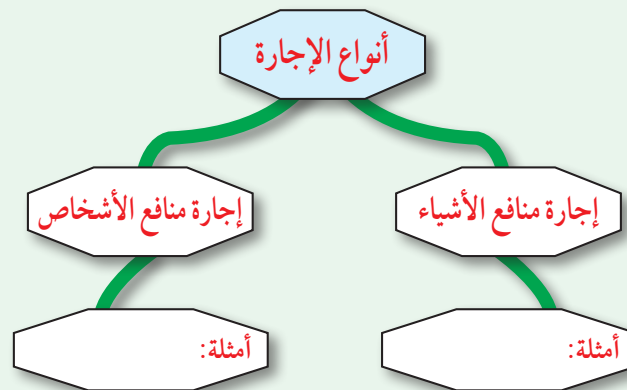 أنواع الإجارة
إجارة منافع الأشياء
إجارة منافع الأشخاص
أمثلة:
أمثلة: